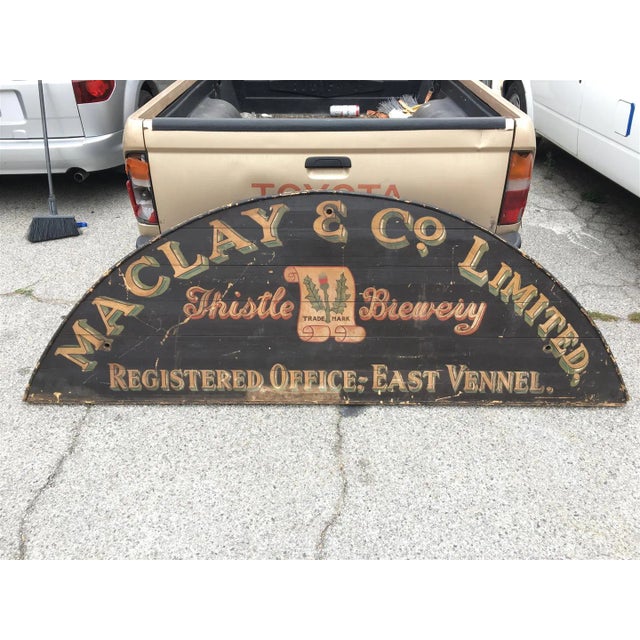 TOYOTA
MACLAY & Co. LIMITED,
Thistle Brewery
TRADE MARK
REGISTERED OFFICE; EAST VENNEL.